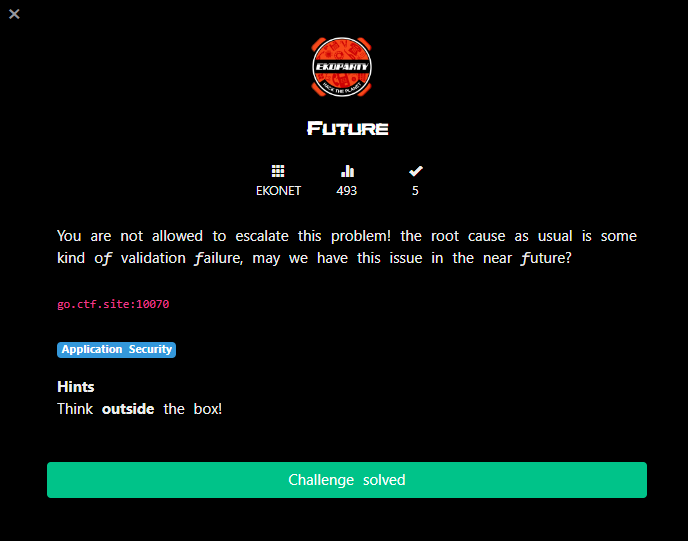 EKOPARTY
HACK THE PLANET
FUTURE
EKONET 493 5
You are not allowed to escalate this problem! the root cause as usual is some
kind of validation failure, may we have this issue in the near future?
go.ctf.site:10070
Application Security
Hints
Think outside the box!
Challenge solved